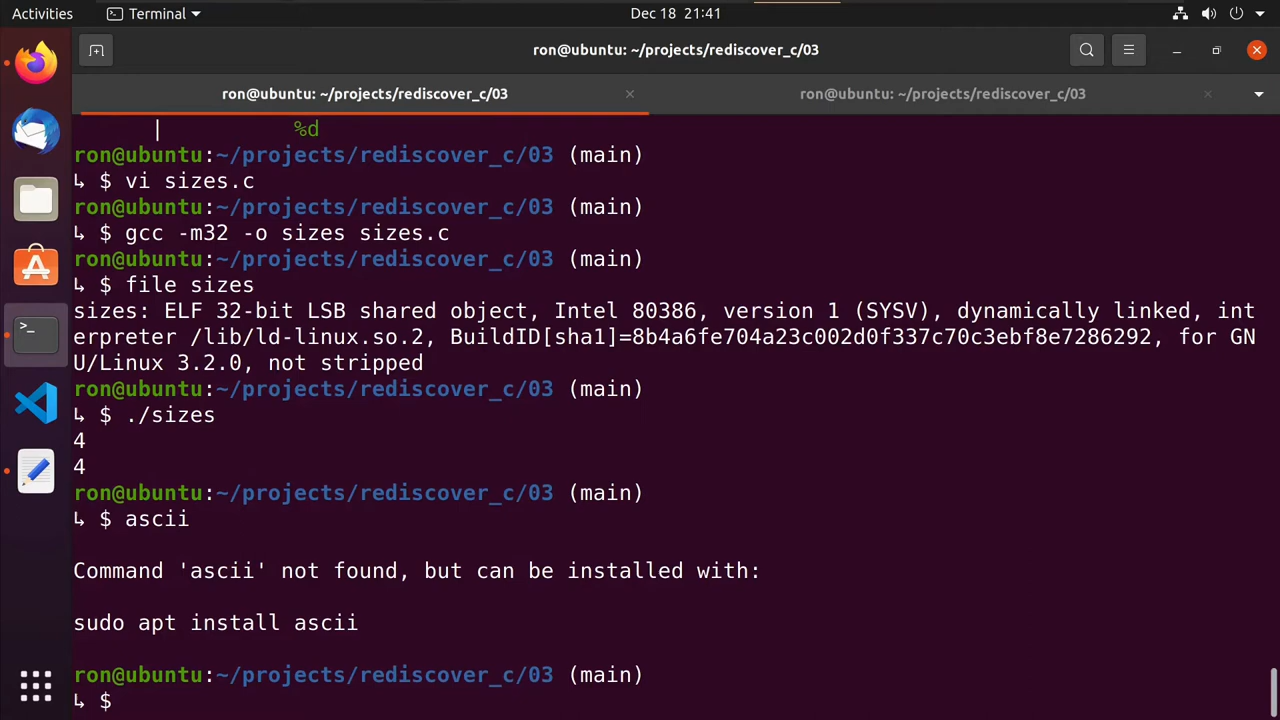 Activities Terminal Dec 18 21:41
ron@ubuntu: ~/projects/rediscover_c/03
ron@ubuntu: ~/projects/rediscover_c/03 × ron@ubuntu: ~/projects/rediscover_c/03 ×
| %d
ron@ubuntu:~/projects/rediscover_c/03 (main)
↳ $ vi sizes.c
ron@ubuntu:~/projects/rediscover_c/03 (main)
↳ $ gcc -m32 -o sizes sizes.c
ron@ubuntu:~/projects/rediscover_c/03 (main)
↳ $ file sizes
sizes: ELF 32-bit LSB shared object, Intel 80386, version 1 (SYSV), dynamically linked, int
erpreter /lib/ld-linux.so.2, BuildID[sha1]=8b4a6fe704a23c002d0f337c70c3ebf8e7286292, for GN
U/Linux 3.2.0, not stripped
ron@ubuntu:~/projects/rediscover_c/03 (main)
↳ $ ./sizes
4
4
ron@ubuntu:~/projects/rediscover_c/03 (main)
↳ $ ascii
Command 'ascii' not found, but can be installed with:
sudo apt install ascii
ron@ubuntu:~/projects/rediscover_c/03 (main)
↳ $